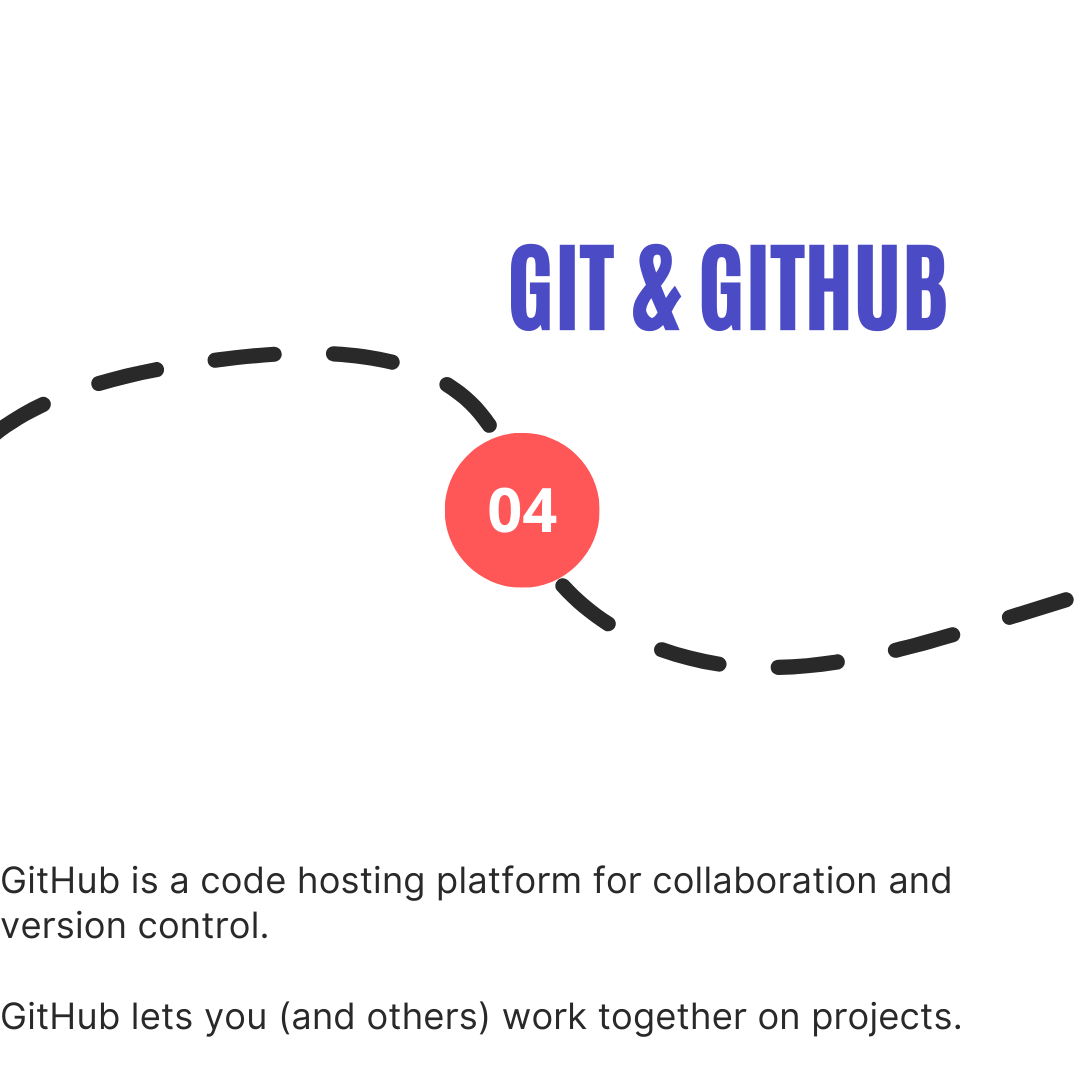 GIT & GITHUB
04
GitHub is a code hosting platform for collaboration and
version control.
GitHub lets you (and others) work together on projects.